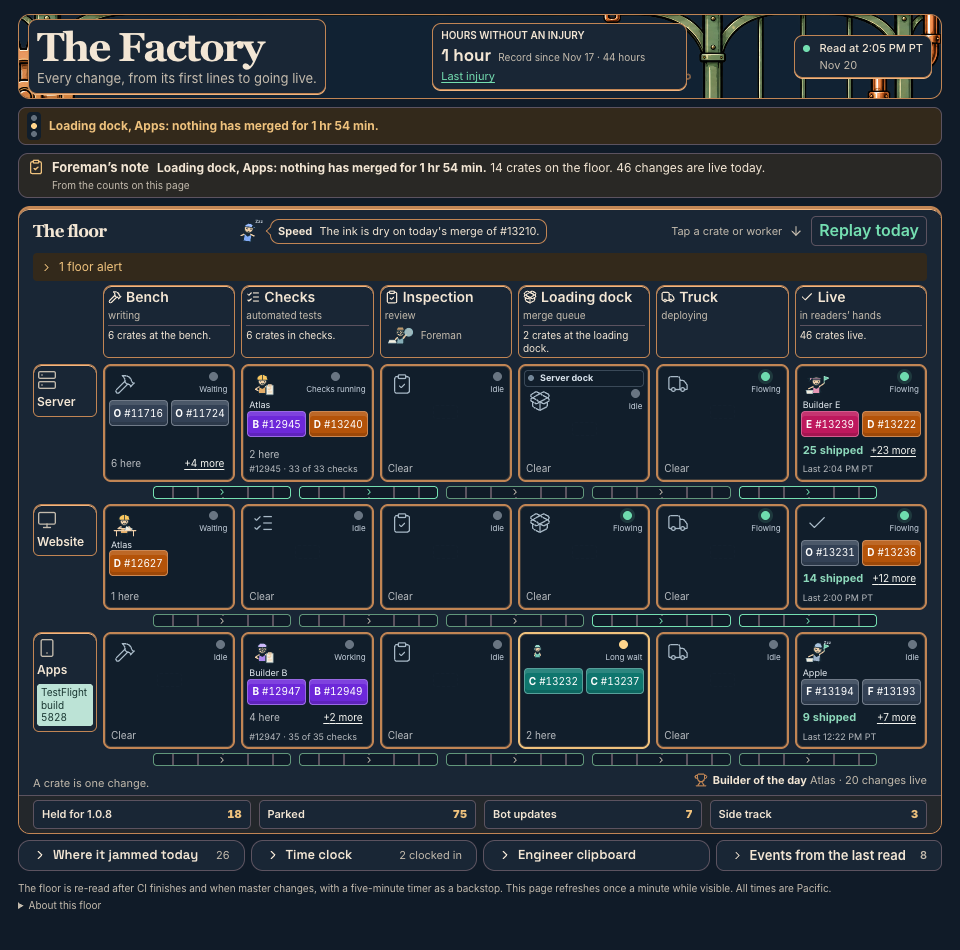 The Factory
Every change, from its first lines to going live.
HOURS WITHOUT AN INJURY
1 hour Record since Nov 17 · 44 hours
Last injury
Read at 2:05 PM PT
Nov 20
Loading dock, Apps: nothing has merged for 1 hr 54 min.
Foreman's note Loading dock, Apps: nothing has merged for 1 hr 54 min. 14 crates on the floor. 46 changes are live today.
From the counts on this page
The floor
Speed The ink is dry on today's merge of #13210.
Tap a crate or worker
Replay today
1 floor alert
Bench
writing
6 crates at the bench.
Checks
automated tests
6 crates in checks.
Inspection
review
Foreman
Loading dock
merge queue
2 crates at the loading
dock.
Truck
deploying
Live
in readers' hands
46 crates live.
Server
Waiting
O #11716 O #11724
6 here +4 more
Checks running
Atlas
B #12945 D #13240
2 here
#12945 · 33 of 33 checks
Idle
Clear
Server dock
Idle
Clear
Flowing
Clear
Flowing
Builder E
E #13239 D #13222
25 shipped +23 more
Last 2:04 PM PT
Website
Waiting
Atlas
D #12627
1 here
Idle
Clear
Idle
Clear
Flowing
Clear
Flowing
Clear
Flowing
O #13231 D #13236
14 shipped +12 more
Last 2:00 PM PT
Apps
TestFlight
build
5828
Idle
Clear
Working
Builder B
B #12947 B #12949
4 here +2 more
#12947 · 35 of 35 checks
Idle
Clear
Long wait
C #13232 C #13237
2 here
Idle
Clear
Idle
Apple
F #13194 F #13193
9 shipped +7 more
Last 12:22 PM PT
A crate is one change.
Builder of the day Atlas · 20 changes live
Held for 1.0.8 18
Parked 75
Bot updates 7
Side track 3
Where it jammed today 26
Time clock 2 clocked in
Engineer clipboard
Events from the last read 8
The floor is re-read after CI finishes and when master changes, with a five-minute timer as a backstop. This page refreshes once a minute while visible. All times are Pacific.
About this floor